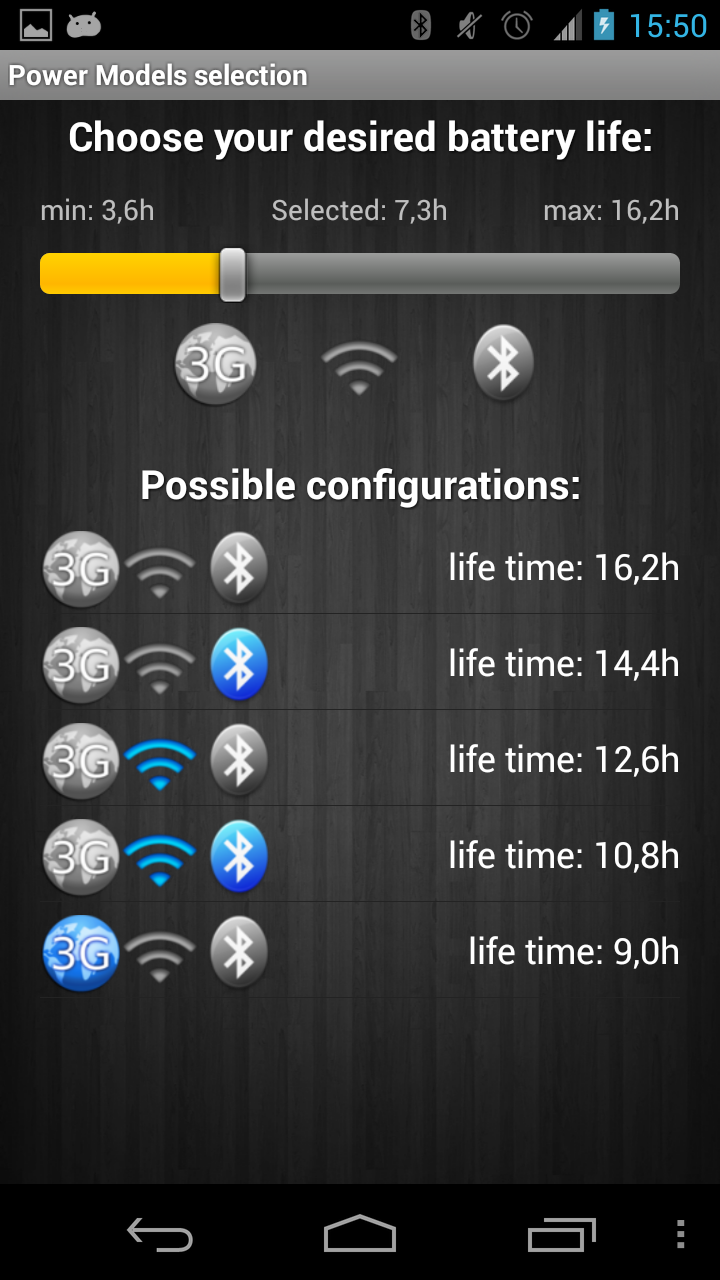 15:50
Power Models selection
Choose your desired battery life:
min: 3,6h Selected: 7,3h max: 16,2h
3G
Possible configurations:
3G life time: 16,2h
3G life time: 14,4h
3G life time: 12,6h
3G life time: 10,8h
3G life time: 9,0h